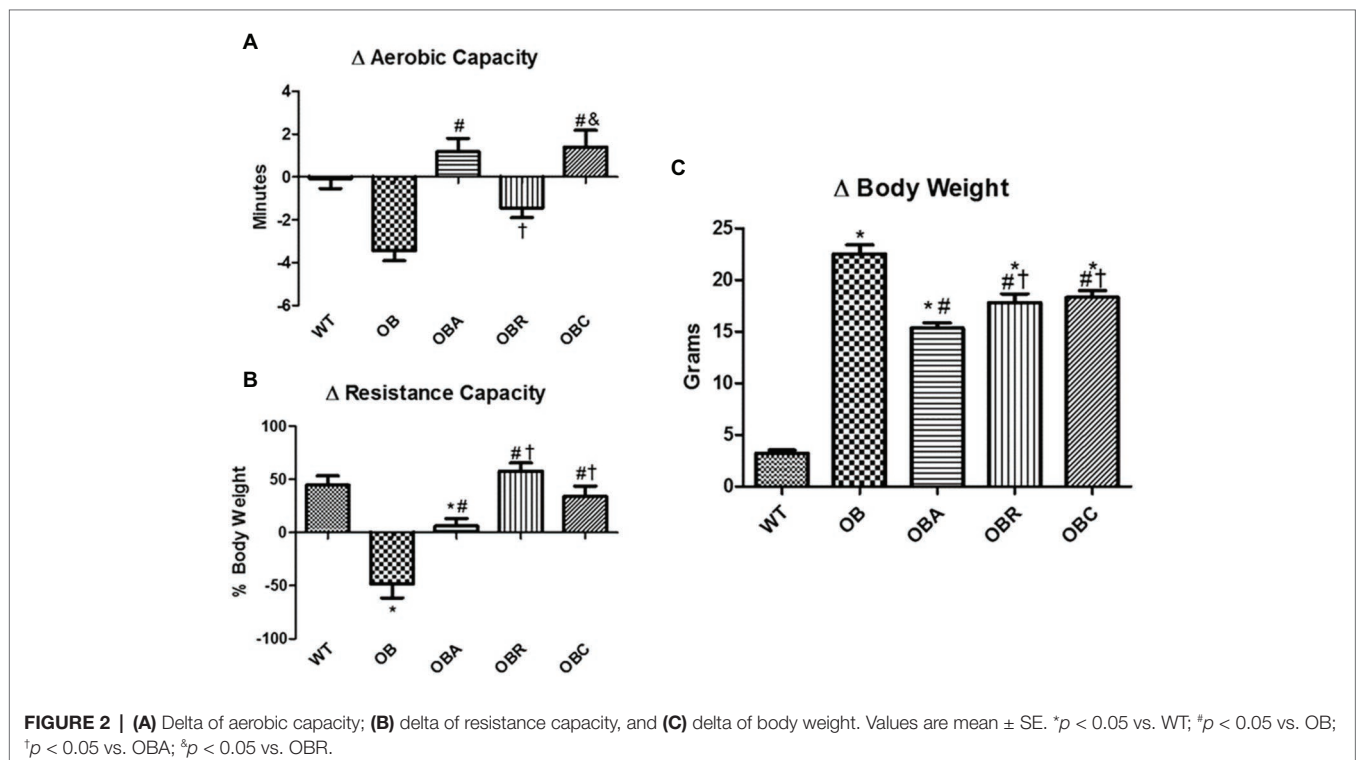 A
Δ Aerobic Capacity
4
2
0
-2
-4
-6
Minutes
#
†
#&
WT OB OBA OBR OBC
B
Δ Resistance Capacity
100
50
0
-50
-100
% Body Weight
*
*#
#†
#†
WT OB OBA OBR OBC
C
Δ Body Weight
25
20
15
10
5
0
Grams
*
*#
*
#†
*
#†
WT OB OBA OBR OBC
FIGURE 2 | (A) Delta of aerobic capacity; (B) delta of resistance capacity, and (C) delta of body weight. Values are mean ± SE. *p < 0.05 vs. WT; #p < 0.05 vs. OB;
†p < 0.05 vs. OBA; &p < 0.05 vs. OBR.